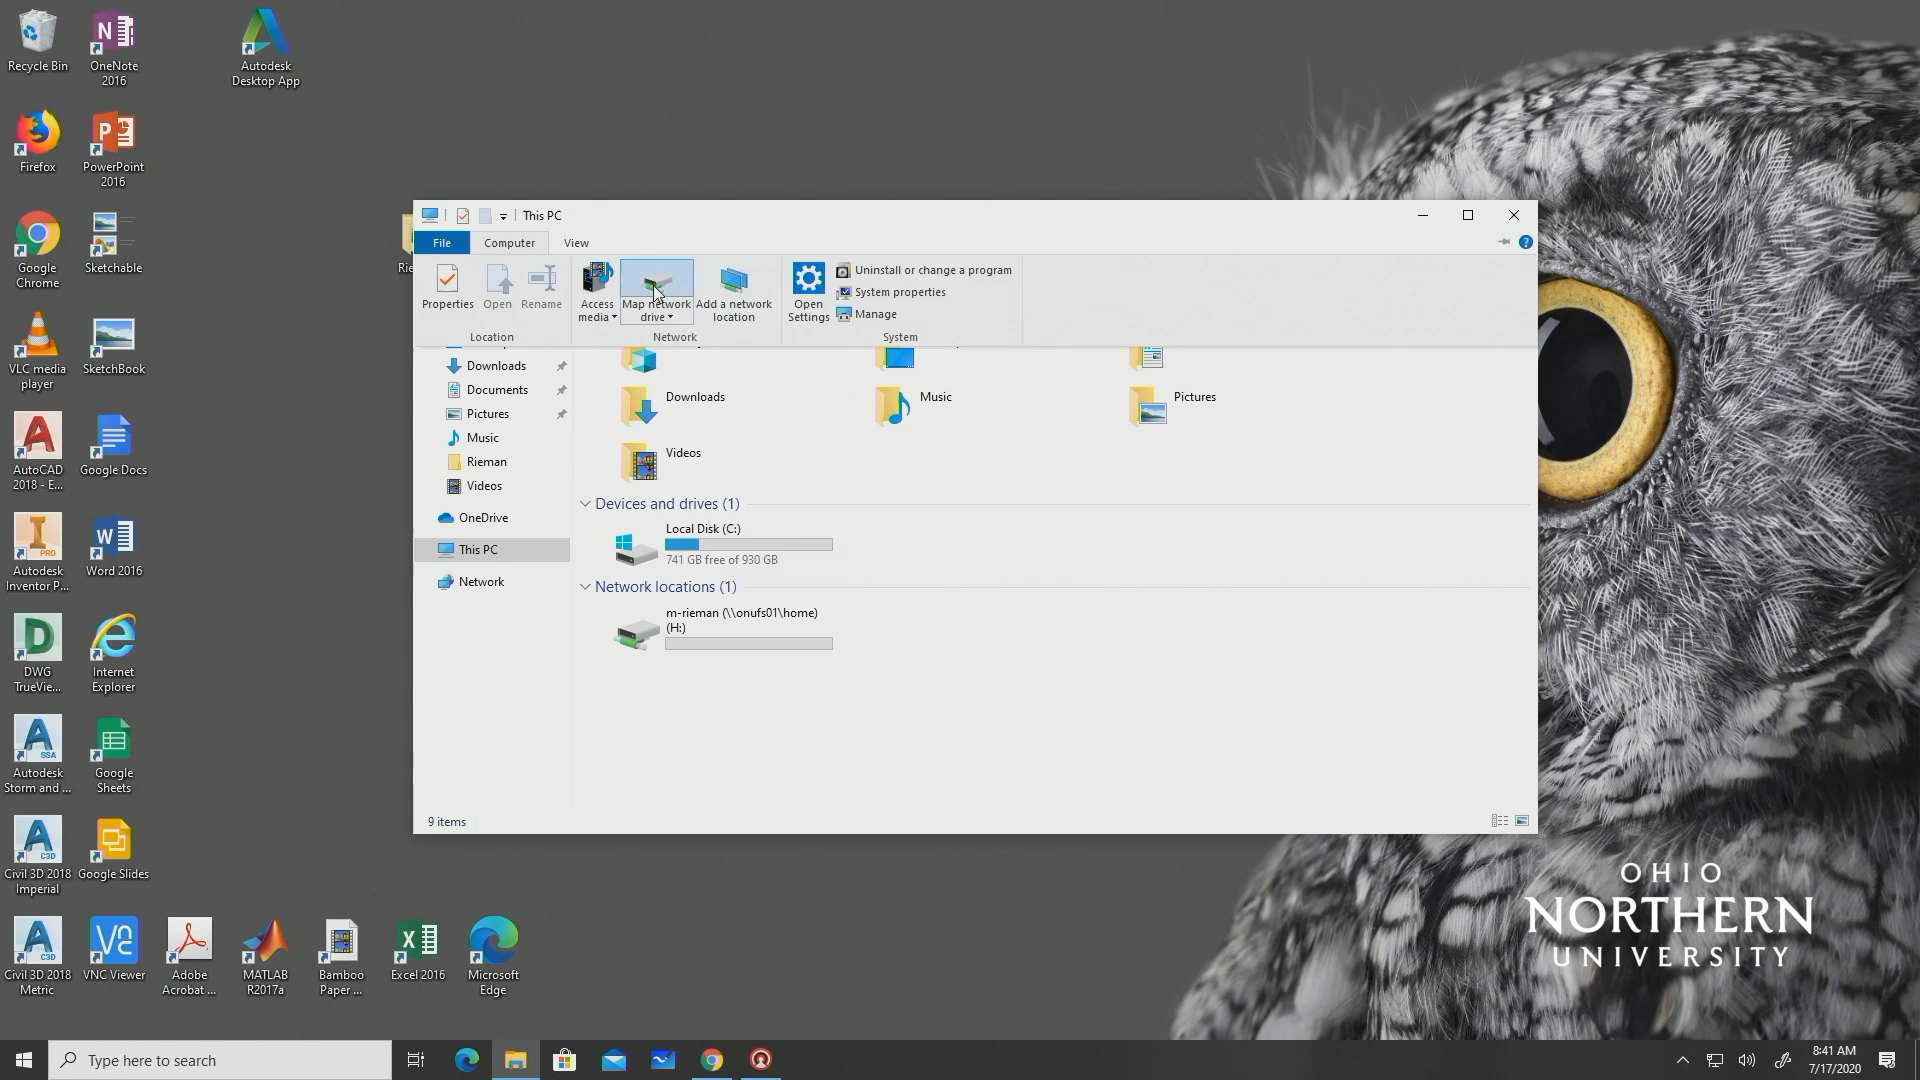 Recycle Bin
OneNote
2016
Autodesk
Desktop App
Firefox
PowerPoint
2016
Google
Chrome
Sketchable
VLC media
player
SketchBook
AutoCAD
2018 - E...
Google Docs
Autodesk
Inventor P...
Word 2016
DWG
TrueVie...
Internet
Explorer
Autodesk
Storm and ...
Google
Sheets
Civil 3D 2018
Imperial
Google Slides
Civil 3D 2018
Metric
VNC Viewer
Adobe
Acrobat ...
MATLAB
R2017a
Bamboo
Paper ...
Excel 2016
Microsoft
Edge
Rie
This PC
File
Computer
View
Properties
Open
Rename
Location
Access
media
Map network
drive
Add a network
location
Network
Open
Settings
Uninstall or change a program
System properties
Manage
System
Downloads
Documents
Pictures
Music
Rieman
Videos
OneDrive
This PC
Network
Downloads
Music
Pictures
Videos
Devices and drives (1)
Local Disk (C:)
741 GB free of 930 GB
Network locations (1)
m-rieman (\\onufs01\home)
(H:)
9 items
OHIO
NORTHERN
UNIVERSITY
Type here to search
8:41 AM
7/17/2020